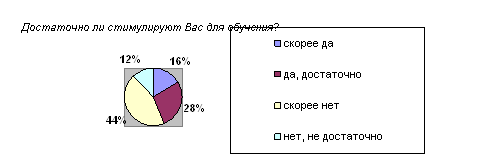 Достаточно ли стимулируют Вас для обучения?
12%
16%
28%
44%
скорее да
да, достаточно
скорее нет
нет, не достаточно